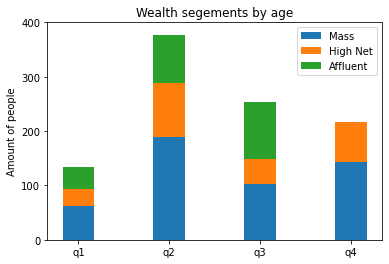 Wealth segements by age
Mass
High Net
Affluent
Amount of people
400
300
200
100
0
q1 q2 q3 q4